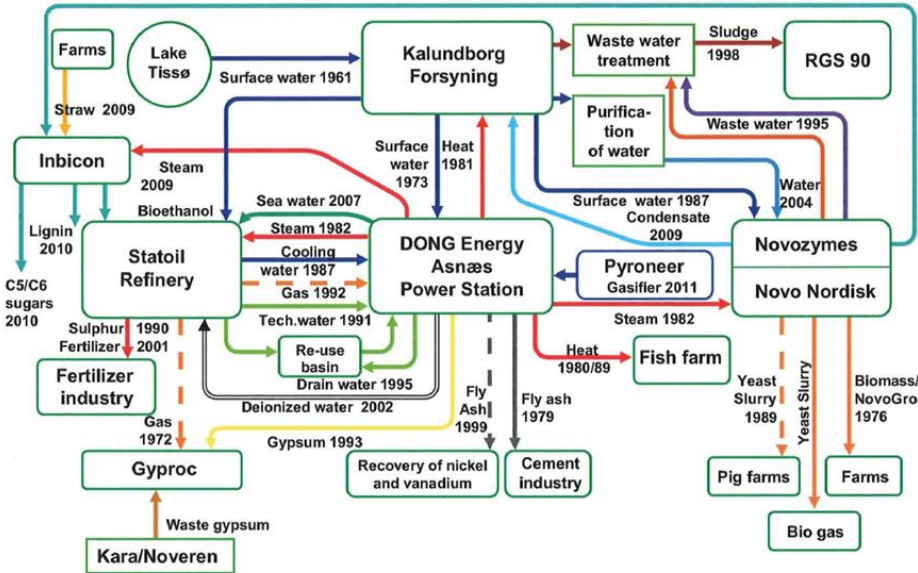 Farms
Lake
Tissø
Surface water 1961
Kalundborg
Forsyning
Waste water
treatment
Sludge
1998
RGS 90
Straw 2009
Purifica-
tion
of water
Waste water 1995
Inbicon
Steam
2009
Surface
water
1973
Heat
1981
Surface water 1987
Condensate
2009
Water
2004
Bioethanol
Sea water 2007
Lignin
2010
C5/C6
sugars
2010
Statoil
Refinery
Steam 1982
Cooling
water 1987
Gas 1992
Tech.water 1991
DONG Energy
Asnæs
Power Station
Pyroneer
Gasifier 2011
Novozymes
Novo Nordisk
Steam 1982
Sulphur 1990
Fertilizer 2001
Re-use
basin
Drain water 1995
Deionized water 2002
Heat
1980/89
Fish farm
Fertilizer
industry
Gas
1972
Gypsum 1993
Fly
Ash
1999
Fly ash
1979
Yeast
Slurry
1989
Yeast Slurry
Biomass/
NovoGro
1976
Gyproc
Recovery of nickel
and vanadium
Cement
industry
Pig farms
Farms
Waste gypsum
Bio gas
Kara/Noveren